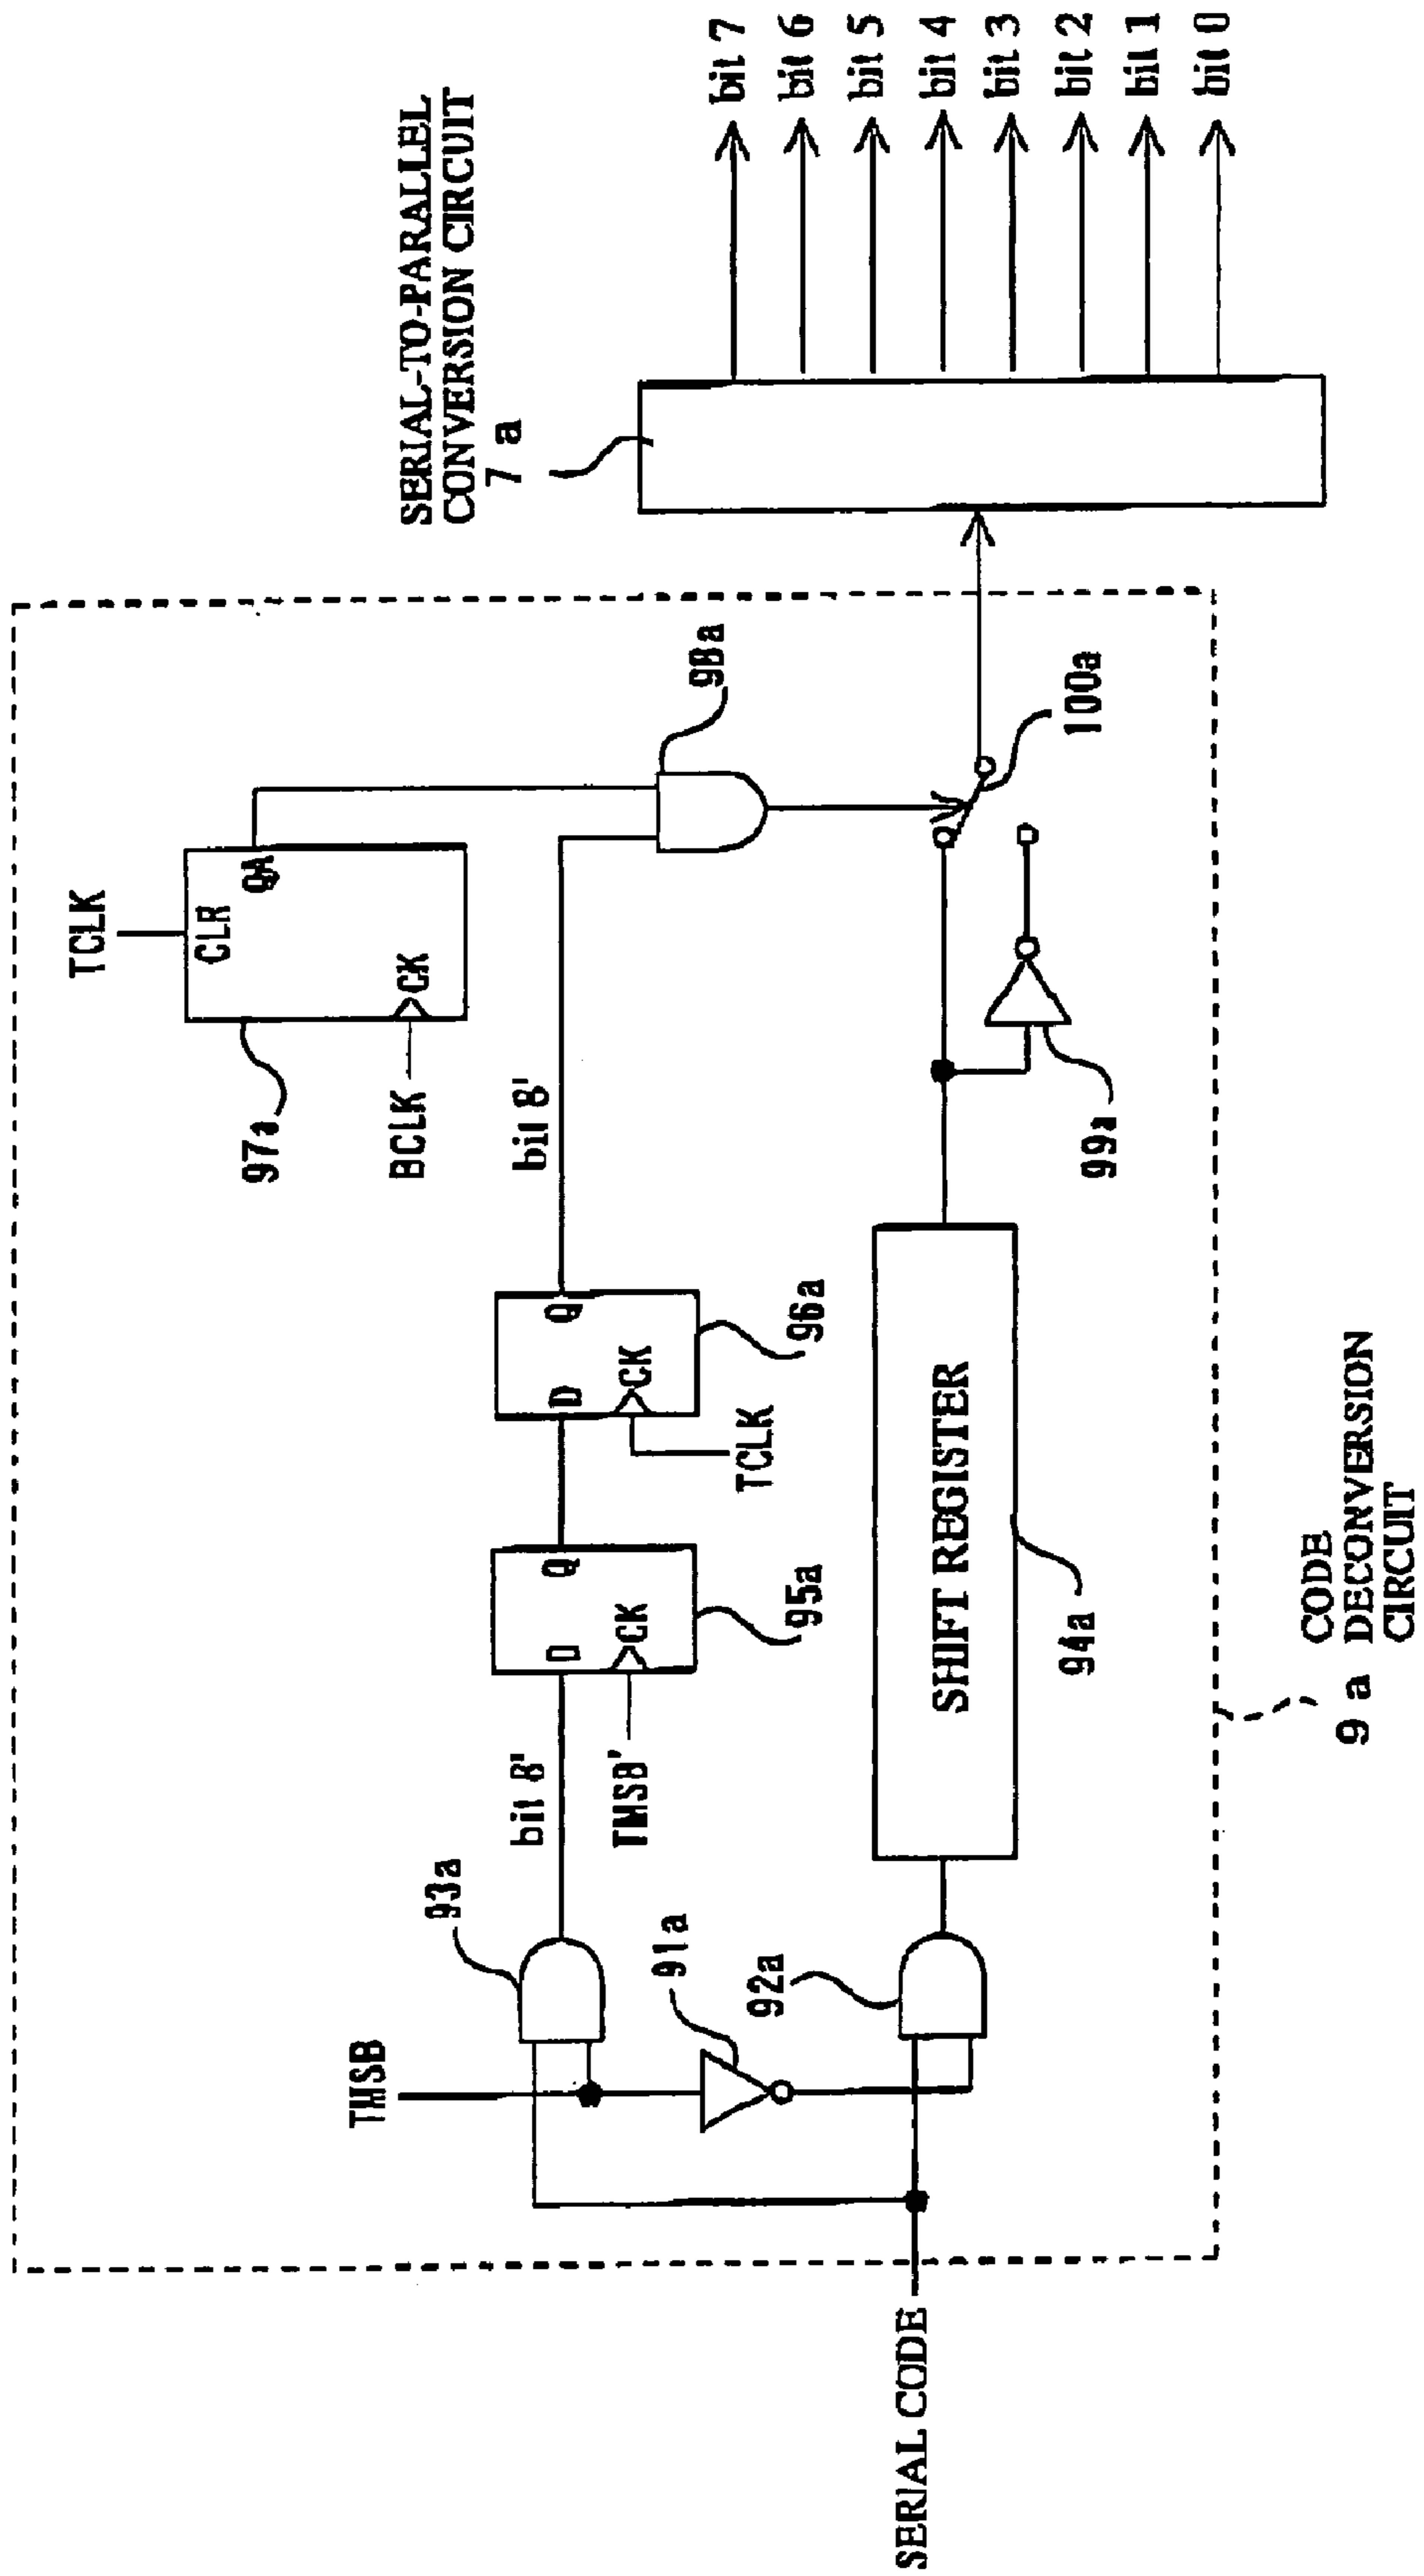 SERIAL-TO-PARALLEL
CONVERSION CIRCUIT
7 a
bit 7
bit 6
bit 5
bit 4
bit 3
bit 2
bit 1
bit 0
TCLK
CLR
QA
CK
BCLK
97a
98a
bit 8'
100a
99a
D
Q
CK
TCLK
96a
D
Q
CK
TMSB'
95a
bit 8'
93a
TMSB
91a
92a
SHIFT REGISTER
94a
SERIAL CODE
9 a
CODE
DECONVERSION
CIRCUIT